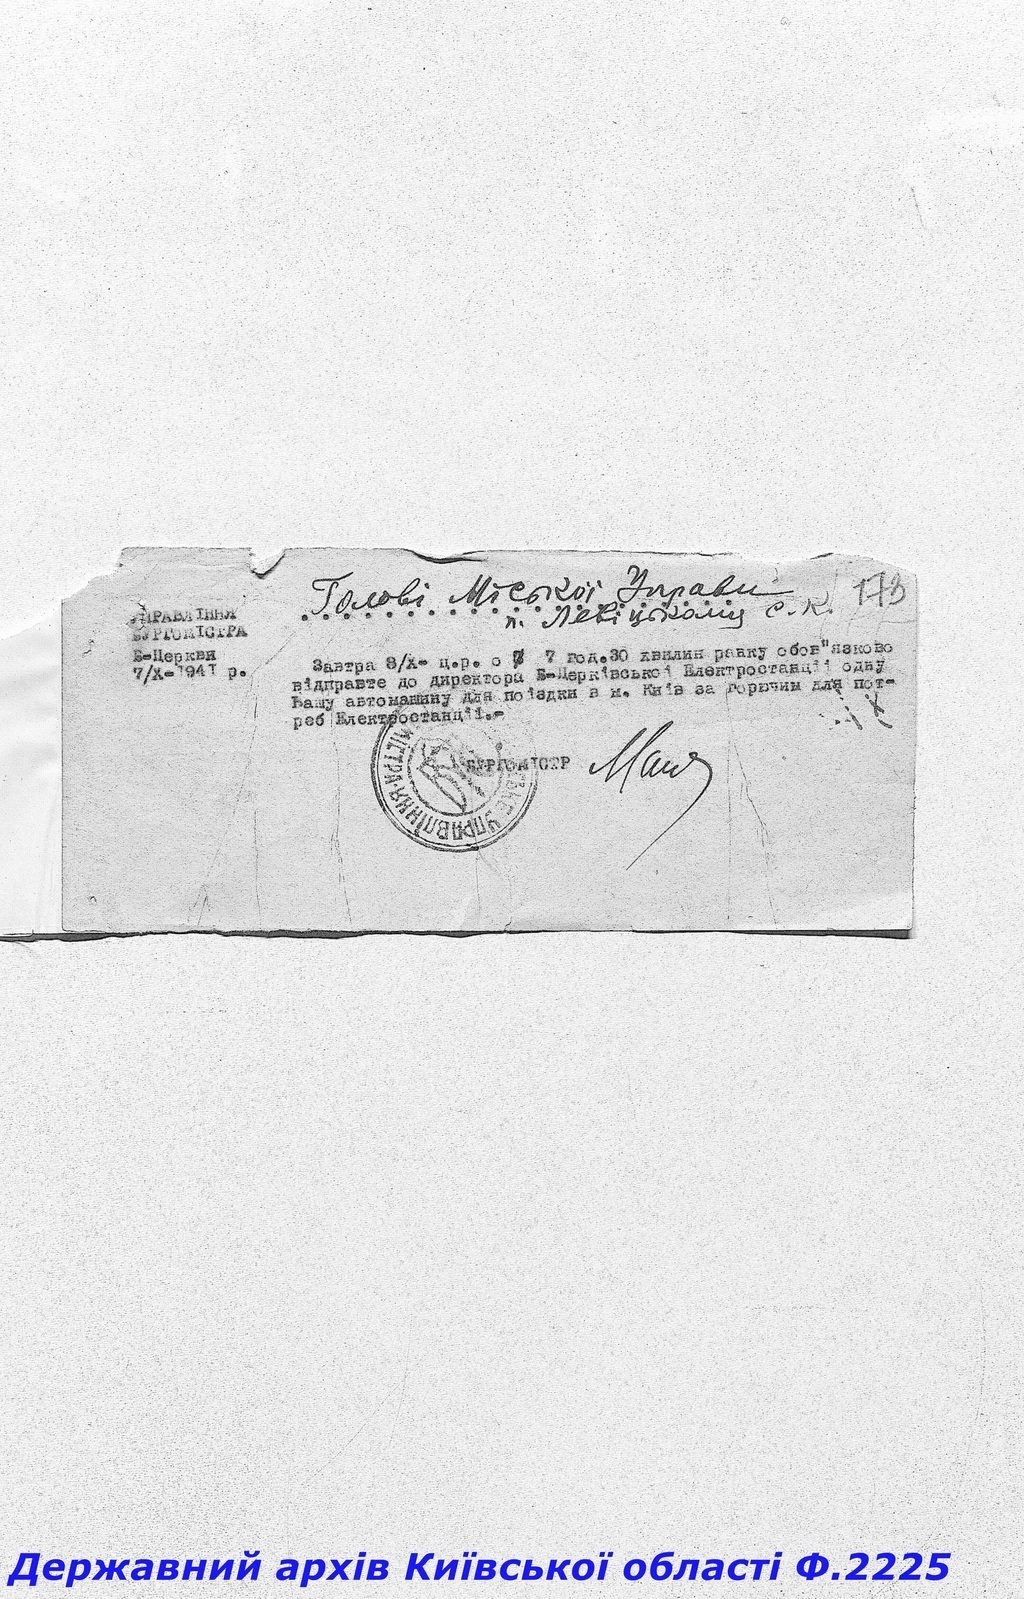 173
Голові Міської Управи
п. Левіцькому С.К.
УПРАВЛІННЯ
БУРГОМІСТРА
Б-Церкви
7/X-1941 р.
Завтра 8/X- ц.р. о 7 год.30 хвилин ранку обов"язково
відправте до директора Б-Церківської Електростанції одну
Вашу автомашину для поїздки в м. Київ за горючим для пот-
реб Електростанції.-
БУРГОМІСТР
УПРАВЛІННЯ
Державний архів Київської області Ф.2225